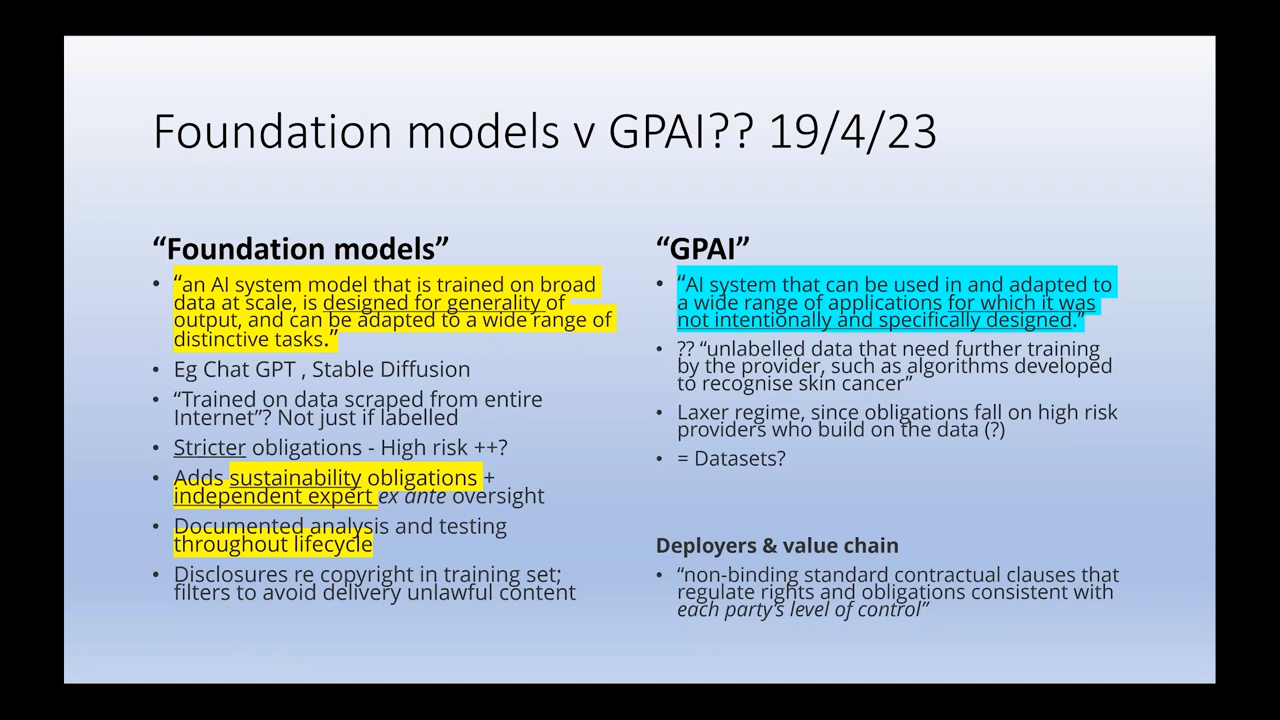 Foundation models v GPAI?? 19/4/23
“Foundation models”
• “an AI system model that is trained on broad
data at scale, is designed for generality of
output, and can be adapted to a wide range of
distinctive tasks.”
• Eg Chat GPT , Stable Diffusion
• “Trained on data scraped from entire
Internet”? Not just if labelled
• Stricter obligations - High risk ++?
• Adds sustainability obligations +
independent expert ex ante oversight
• Documented analysis and testing
throughout lifecycle
• Disclosures re copyright in training set;
filters to avoid delivery unlawful content
“GPAI”
• “AI system that can be used in and adapted to
a wide range of applications for which it was
not intentionally and specifically designed.”
• ?? “unlabelled data that need further training
by the provider, such as algorithms developed
to recognise skin cancer”
• Laxer regime, since obligations fall on high risk
providers who build on the data (?)
• = Datasets?
Deployers & value chain
• “non-binding standard contractual clauses that
regulate rights and obligations consistent with
each party’s level of control”